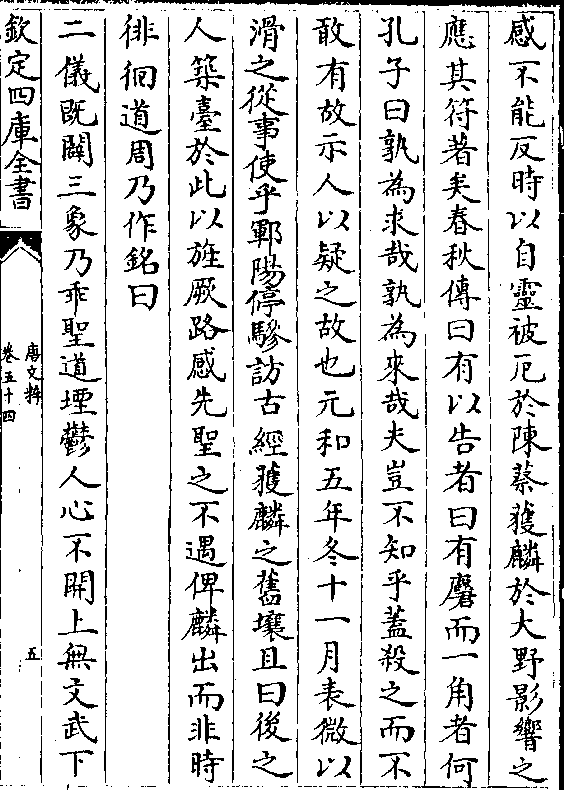 感一不能反時以自靈被厄於陳蔡獲麟於大野影響之
應其符著矣春秋傳曰有以告者曰有麏而一角者何
孔子曰孰為來哉孰為來哉夫豈不知乎蓋殺之而不
敢有故示人以疑之故也元和五年冬十一月表微以
滑之從事使乎鄆陽停驂訪古經獲麟之舊壤且曰後之
人築臺於此以旌厥路感先聖之不遇俾麟出而非時
徘徊道周乃作銘曰
二儀既闢三象乃乖聖道堙鬱人心不開上無文武下
欽定四庫全書
唐文粹
卷五十四
五